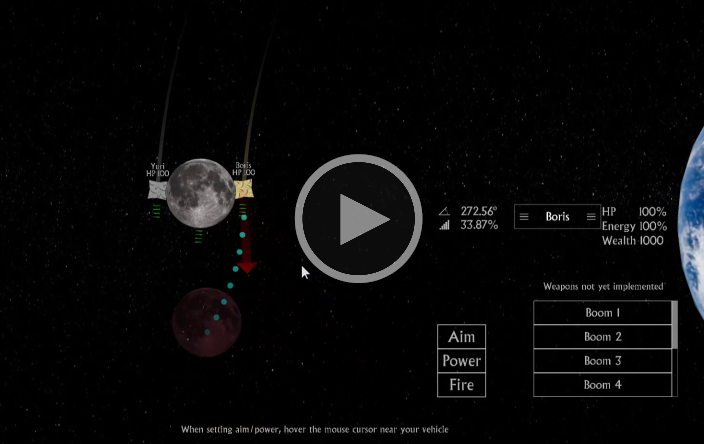 Yuri
HP 100
Boris
HP 100
272.56°
33.87%
Boris
HP 100%
Energy 100%
Wealth 1000
Weapons not yet implemented
Boom 1
Boom 2
Boom 3
Boom 4
Aim
Power
Fire
When setting aim/power, hover the mouse cursor near your vehicle